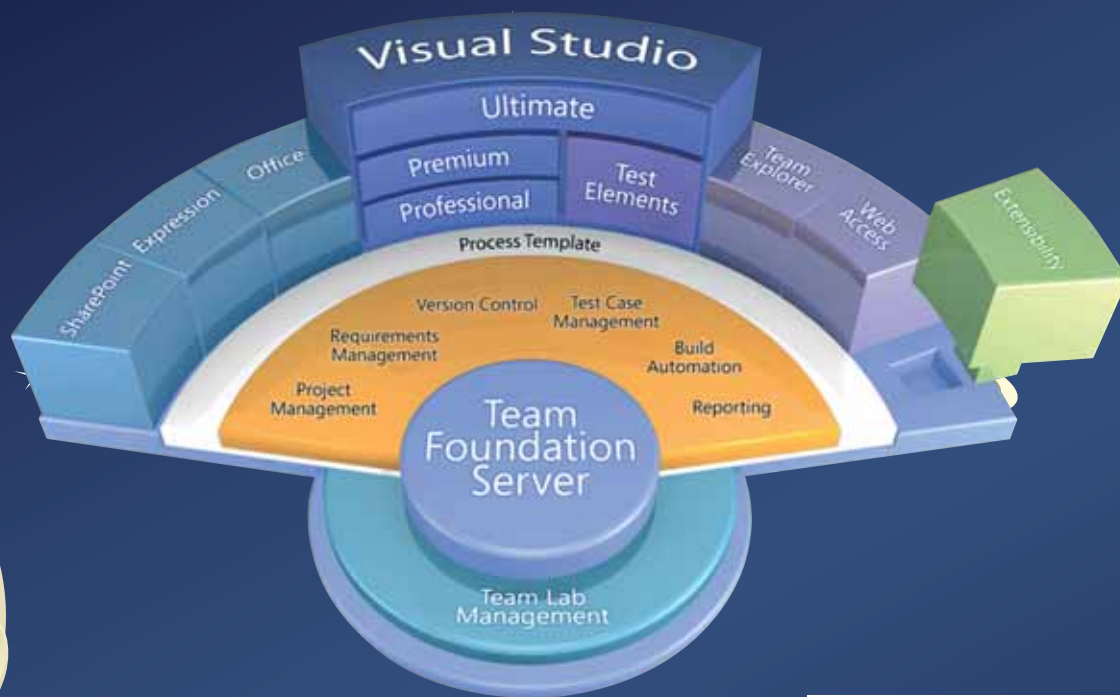 Visual Studio
Ultimate
Premium
Professional
Test
Elements
Office
Expression
SharePoint
Team
Explorer
Web
Access
Extensibility
Process Template
Version Control
Test Case
Management
Requirements
Management
Build
Automation
Project
Management
Reporting
Team
Foundation
Server
Team Lab
Management